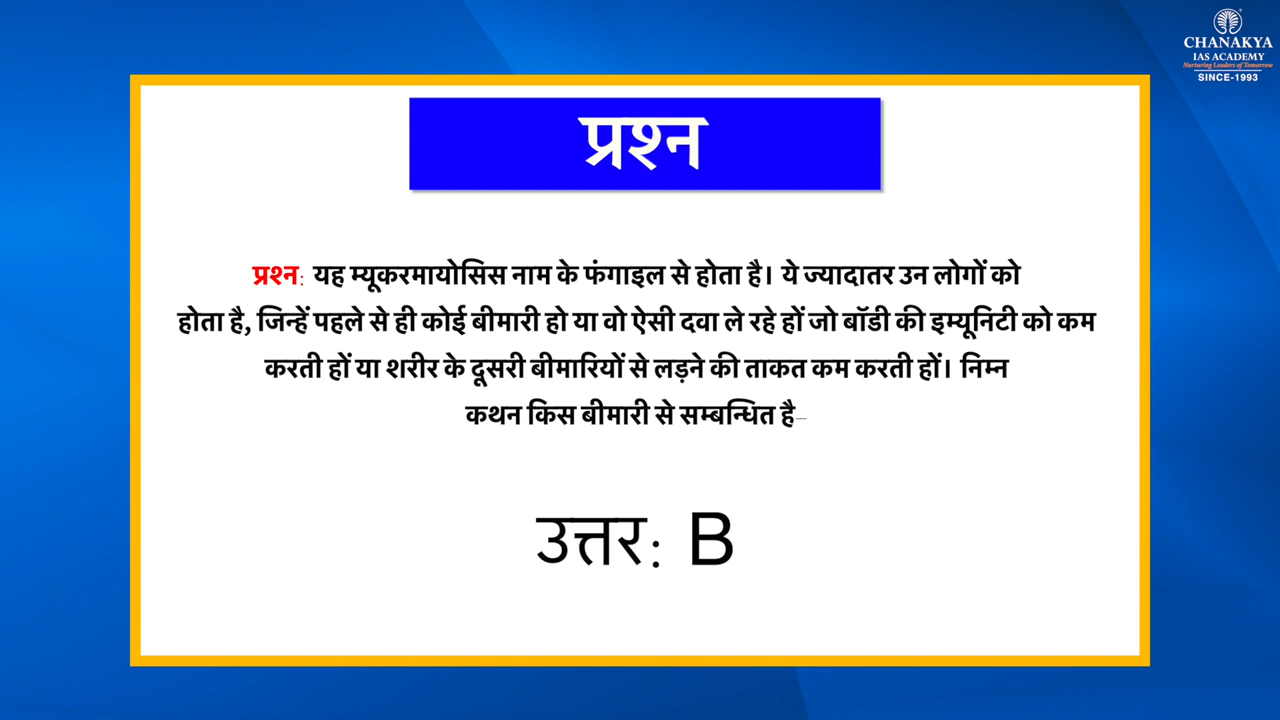 CHANAKYA
IAS ACADEMY
Nurturing Leaders of Tomorrow
SINCE-1993
प्रश्न
प्रश्न: यह म्यूकरमायोसिस नाम के फंगाइल से होता है। ये ज्यादातर उन लोगों को
होता है, जिन्हें पहले से ही कोई बीमारी हो या वो ऐसी दवा ले रहे हों जो बॉडी की इम्यूनिटी को कम
करती हों या शरीर के दूसरी बीमारियों से लड़ने की ताकत कम करती हों। निम्न
कथन किस बीमारी से सम्बन्धित है–
उत्तर: B